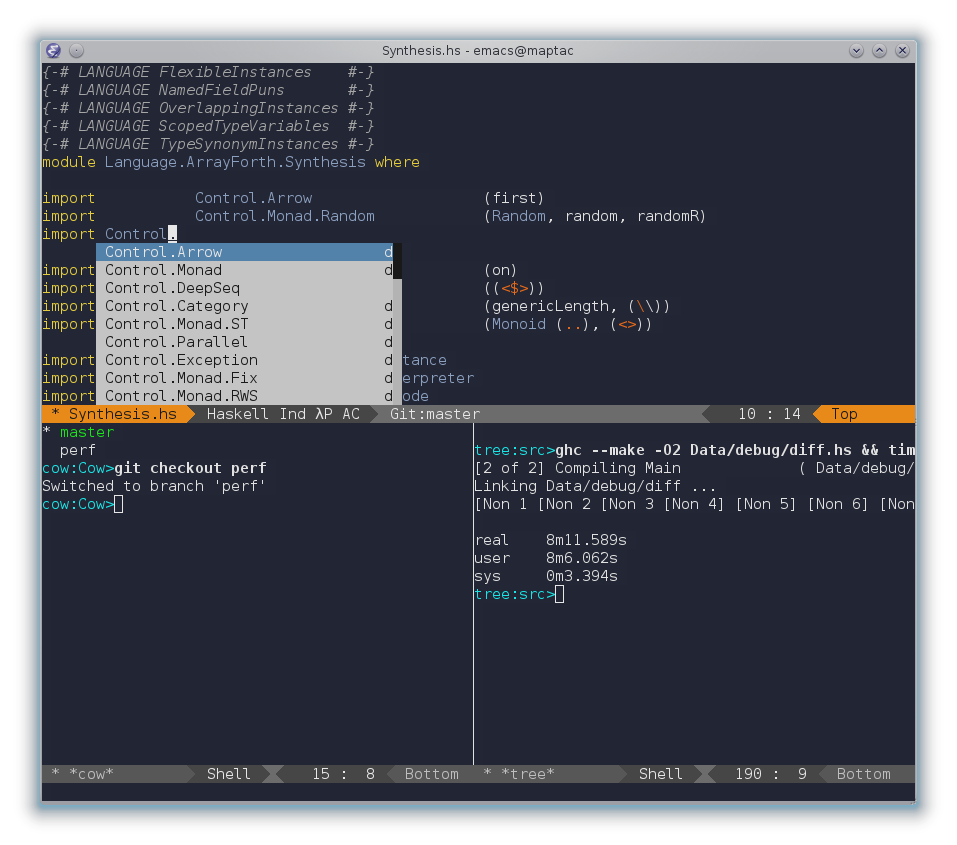 Synthesis.hs - emacs@maptac
{-# LANGUAGE FlexibleInstances    #-}
{-# LANGUAGE NamedFieldPuns       #-}
{-# LANGUAGE OverlappingInstances #-}
{-# LANGUAGE ScopedTypeVariables  #-}
{-# LANGUAGE TypeSynonymInstances #-}
module Language.ArrayForth.Synthesis where
import           Control.Arrow                   (first)
import           Control.Monad.Random            (Random, random, randomR)
import Control.
Control.Arrow d
import Control.Monad d (on)
Control.DeepSeq ((<$>))
import Control.Category d (genericLength, (\\))
import Control.Monad.ST d (Monoid (..), (<>))
Control.Parallel d
import Control.Exception d tance
import Control.Monad.Fix d erpreter
import Control.Monad.RWS d ode
* Synthesis.hs Haskell Ind λP AC Git:master 10 : 14 Top
* master
perf
cow:Cow>git checkout perf
Switched to branch 'perf'
cow:Cow>
tree:src>ghc --make -O2 Data/debug/diff.hs && tim
[2 of 2] Compiling Main             ( Data/debug/
Linking Data/debug/diff ...
[Non 1 [Non 2 [Non 3 [Non 4] [Non 5] [Non 6] [Non
real    8m11.589s
user    8m6.062s
sys     0m3.394s
tree:src>
* *cow* Shell 15 : 8 Bottom
* *tree* Shell 190 : 9 Bottom